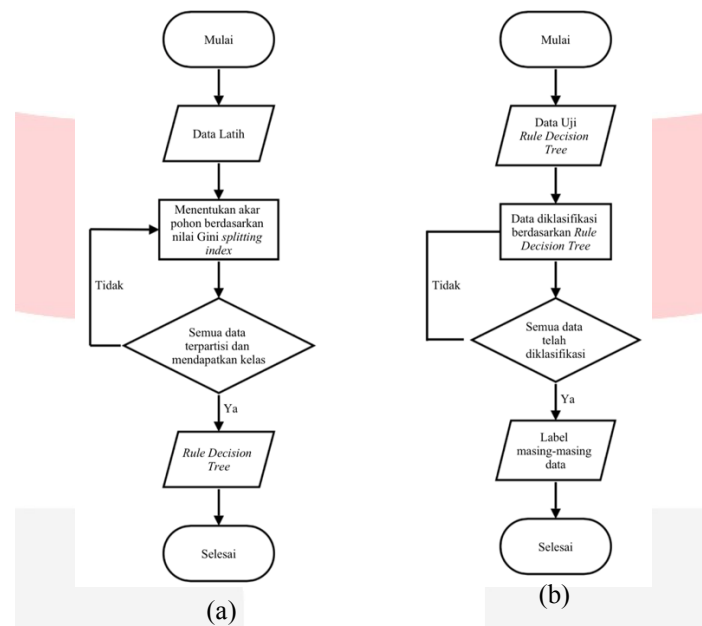 Mulai
Data Latih
Menentukan akar
pohon berdasarkan
nilai Gini splitting
index
Tidak
Semua data
terpartisi dan
mendapatkan kelas
Ya
Rule Decision
Tree
Selesai
(a)
Mulai
Data Uji
Rule Decision
Tree
Data diklasifikasi
berdasarkan Rule
Decision Tree
Tidak
Semua data
telah
diklasifikasi
Ya
Label
masing-masing
data
Selesai
(b)